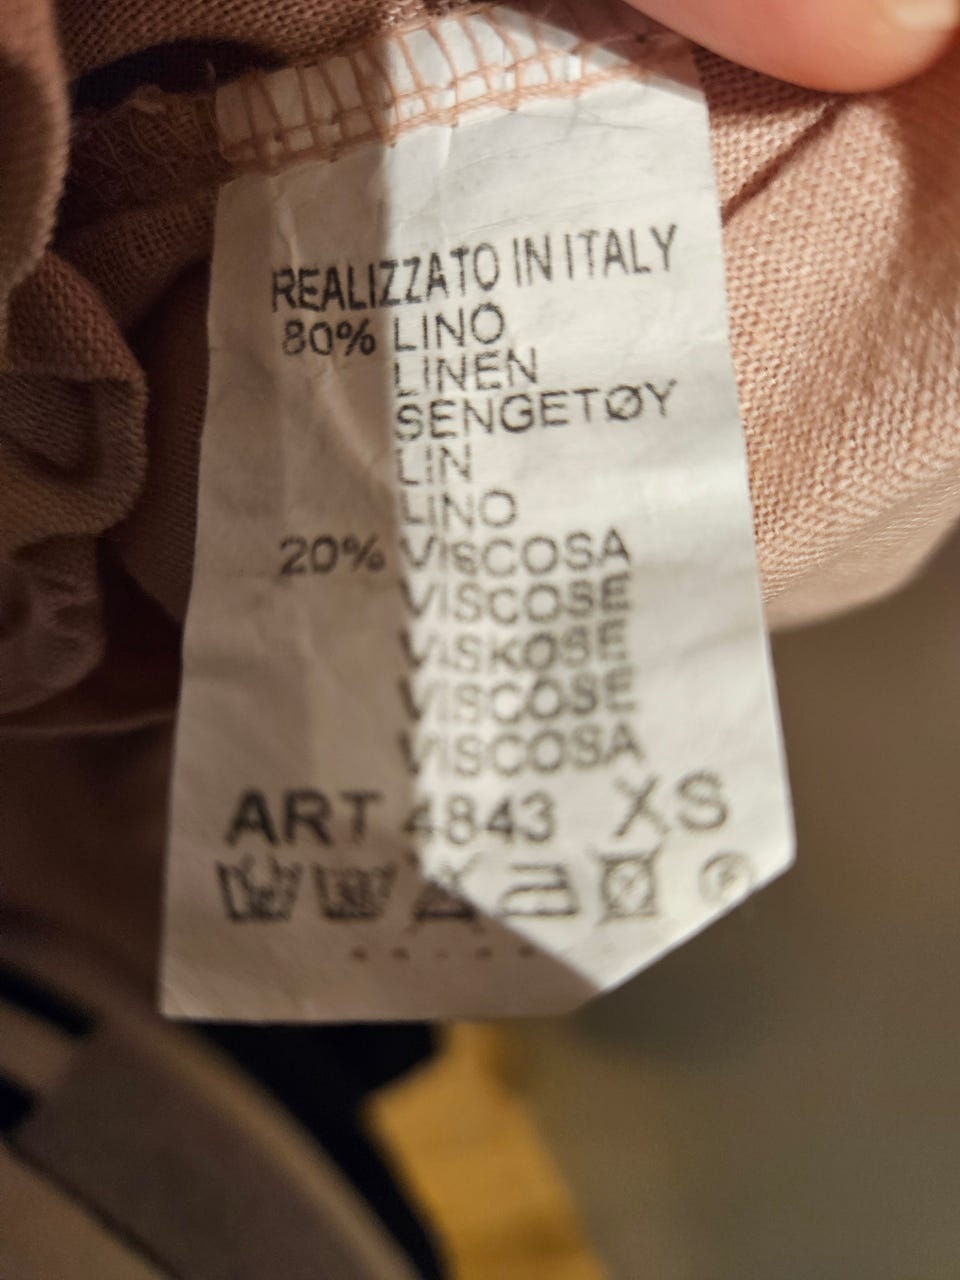 REALIZZATO IN ITALY
80% LINO
LINEN
SENGETØY
LIN
LINO
20% VISCOSA
VISCOSE
VISKOSE
VISCOSE
VISCOSA
ART 4843 XS